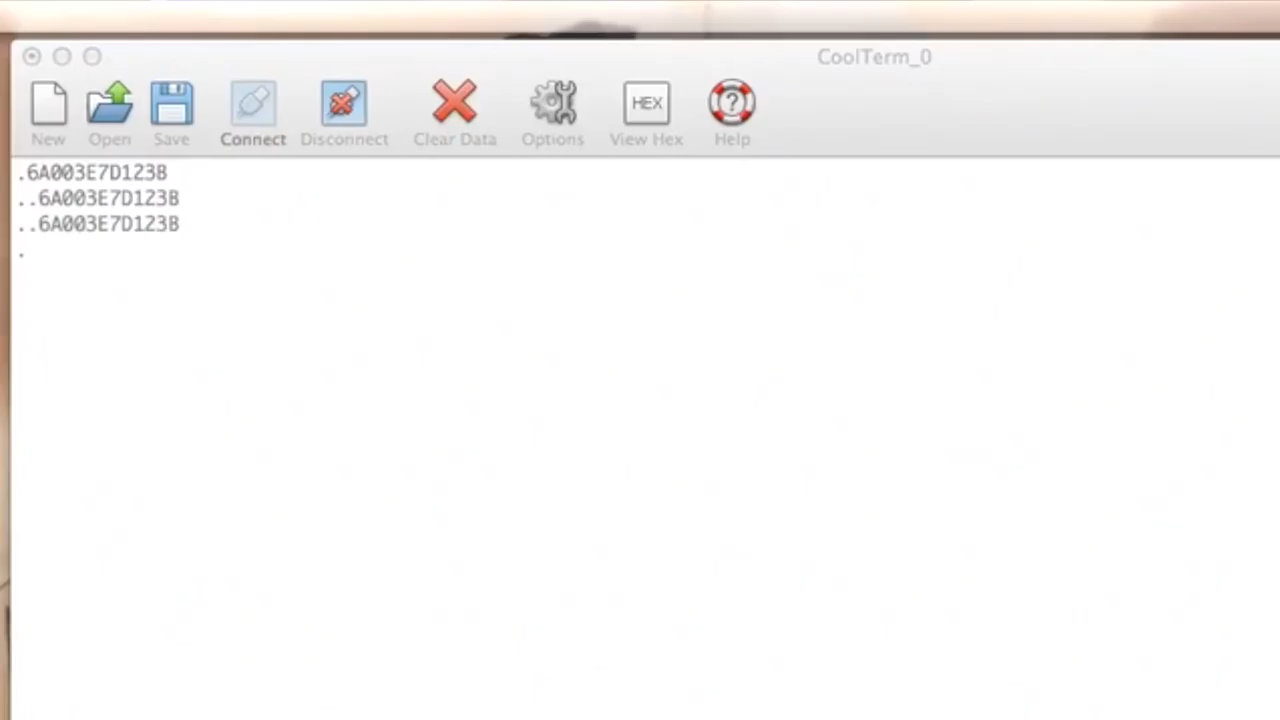 CoolTerm_0
New Open Save Connect Disconnect Clear Data Options HEX View Hex ? Help
.6A003E7D123B
..6A003E7D123B
..6A003E7D123B
.